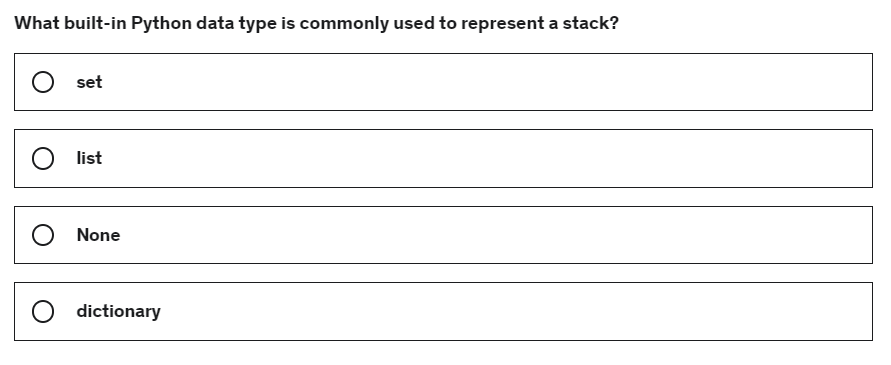 What built-in Python data type is commonly used to represent a stack?
set
list
None
dictionary